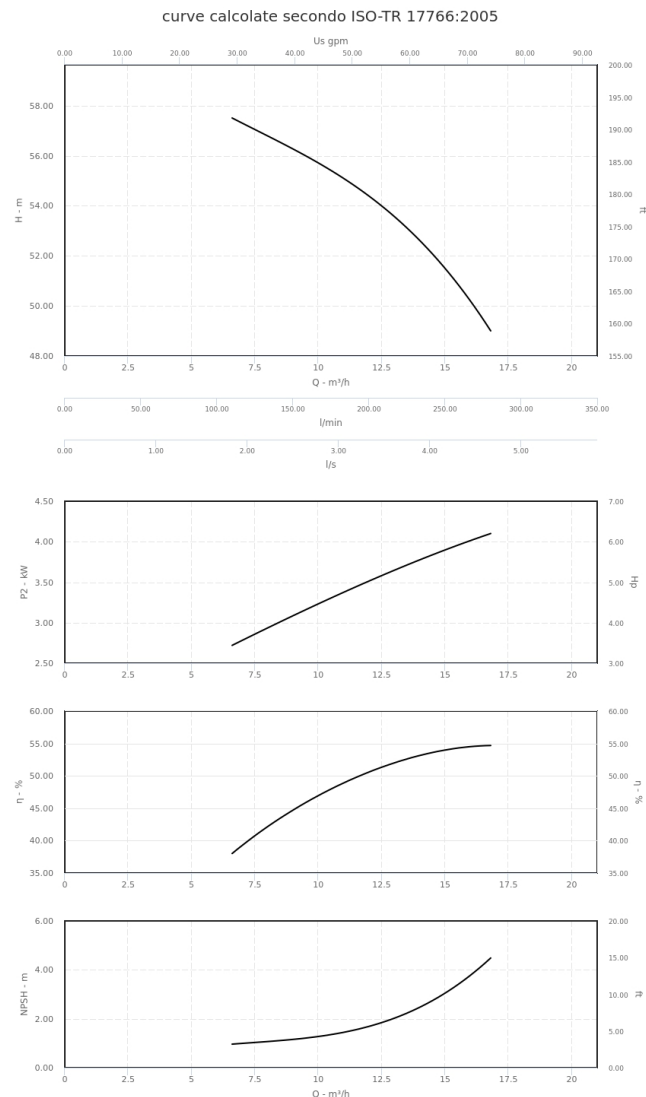 curve calcolate secondo ISO-TR 17766:2005
Us gpm
0.00 10.00 20.00 30.00 40.00 50.00 60.00 70.00 80.00 90.00
200.00
195.00
58.00
190.00
56.00
185.00
180.00
H - m
54.00
ft
175.00
52.00
170.00
165.00
50.00
160.00
48.00
155.00
0 2.5 5 7.5 10 12.5 15 17.5 20
Q - m³/h
0.00 50.00 100.00 150.00 200.00 250.00 300.00 350.00
l/min
0.00 1.00 2.00 3.00 4.00 5.00
l/s
4.50 7.00
4.00 6.00
P2 - kW
3.50 5.00
Hp
3.00 4.00
2.50 3.00
0 2.5 5 7.5 10 12.5 15 17.5 20
60.00 60.00
55.00 55.00
50.00 50.00
η - %
η - %
45.00 45.00
40.00 40.00
35.00 35.00
0 2.5 5 7.5 10 12.5 15 17.5 20
6.00 20.00
15.00
4.00
NPSH - m
10.00
ft
2.00
5.00
0.00 0.00
0 2.5 5 7.5 10 12.5 15 17.5 20
Q - m³/h